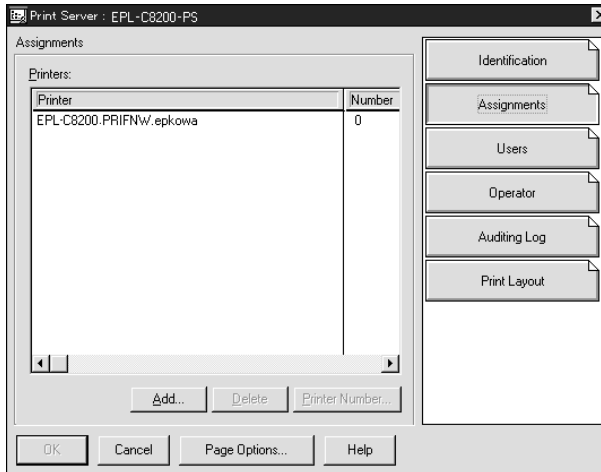 Print Server : EPL-C8200-PS
Assignments
Printers:
Printer Number
EPL-C8200.PRIFNW.epkowa 0
Add... Delete Printer Number...
OK Cancel Page Options... Help
Identification
Assignments
Users
Operator
Auditing Log
Print Layout